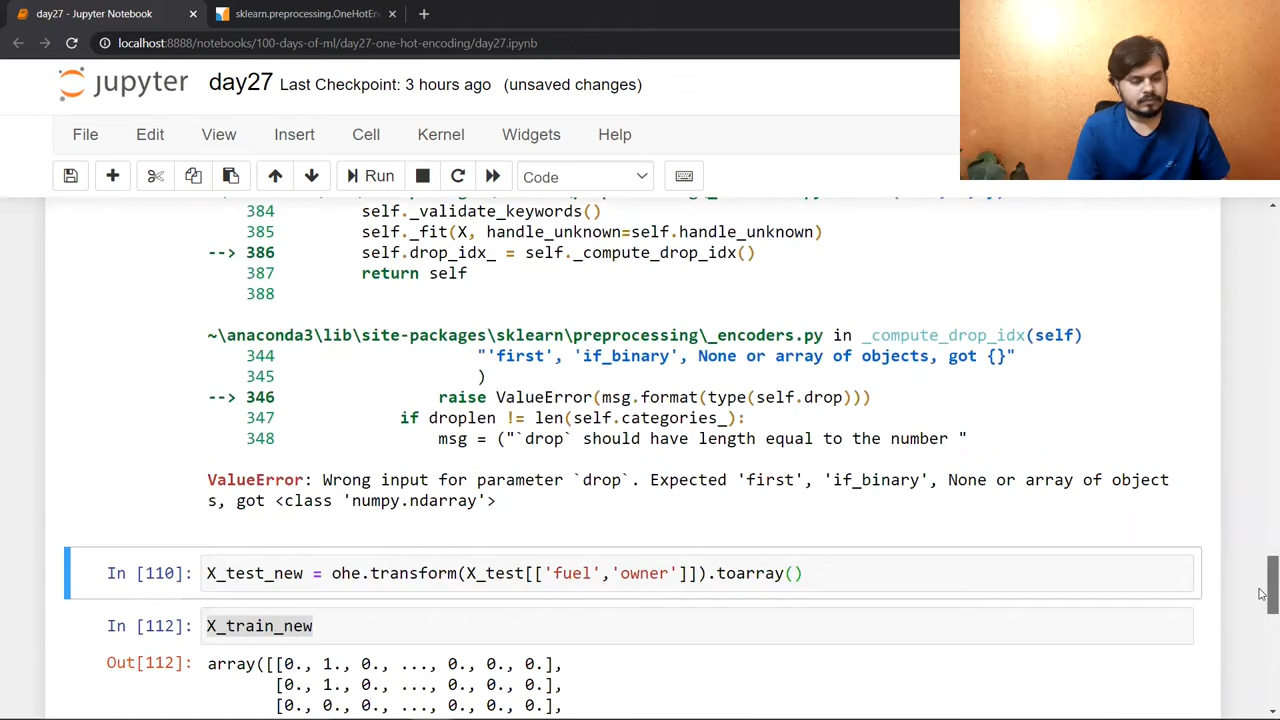 day27 - Jupyter Notebook
sklearn.preprocessing.OneHotEn
localhost:8888/notebooks/100-days-of-ml/day27-one-hot-encoding/day27.ipynb
jupyter day27 Last Checkpoint: 3 hours ago (unsaved changes)
File Edit View Insert Cell Kernel Widgets Help
Run Code
384 self._validate_keywords()
385 self._fit(X, handle_unknown=self.handle_unknown)
--> 386 self.drop_idx_ = self._compute_drop_idx()
387 return self
388
~\anaconda3\lib\site-packages\sklearn\preprocessing\_encoders.py in _compute_drop_idx(self)
344 "'first', 'if_binary', None or array of objects, got {}"
345 )
--> 346 raise ValueError(msg.format(type(self.drop)))
347 if droplen != len(self.categories_):
348 msg = ("`drop` should have length equal to the number "
ValueError: Wrong input for parameter `drop`. Expected 'first', 'if_binary', None or array of object
s, got <class 'numpy.ndarray'>
In [110]: X_test_new = ohe.transform(X_test[['fuel','owner']]).toarray()
In [112]: X_train_new
Out[112]: array([[0., 1., 0., ..., 0., 0., 0.],
[0., 1., 0., ..., 0., 0., 0.],
[0., 0., 0., ..., 0., 0., 0.],